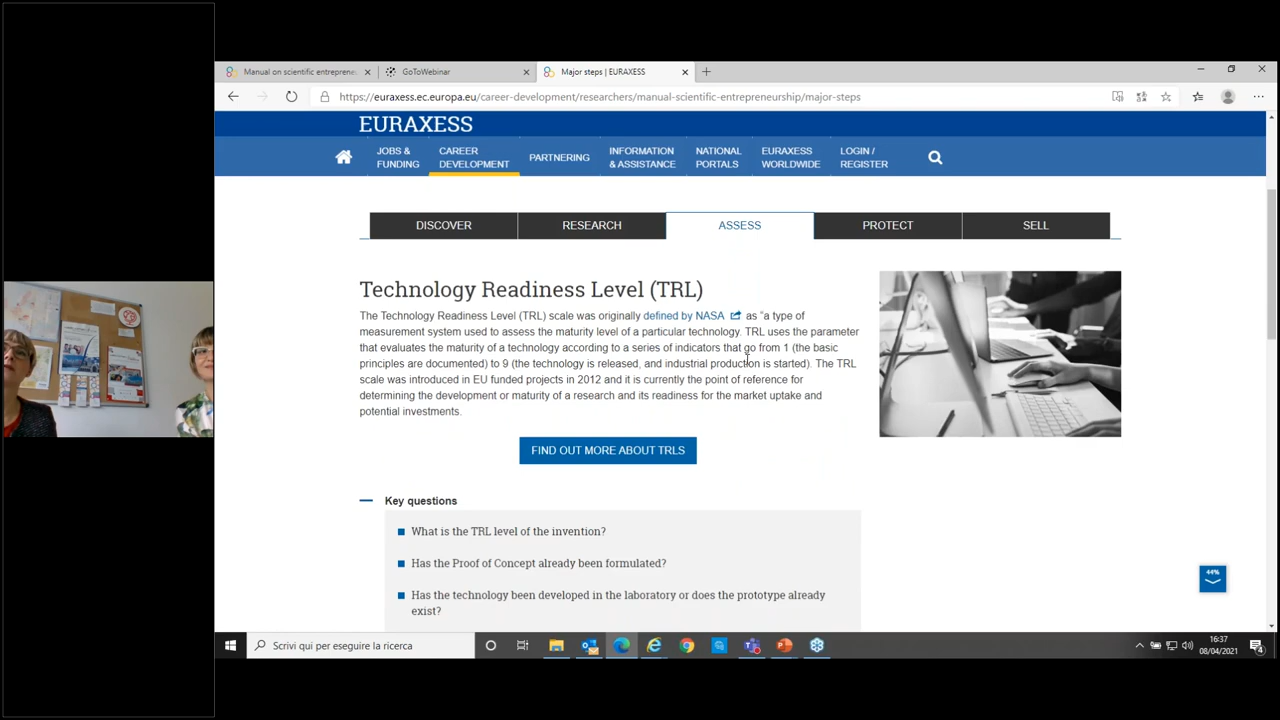 Manual on scientific entreprene
GoToWebinar
Major steps | EURAXESS
https://euraxess.ec.europa.eu/career-development/researchers/manual-scientific-entrepreneurship/major-steps
EURAXESS
JOBS &
FUNDING
CAREER
DEVELOPMENT
PARTNERING
INFORMATION
& ASSISTANCE
NATIONAL
PORTALS
EURAXESS
WORLDWIDE
LOGIN /
REGISTER
DISCOVER
RESEARCH
ASSESS
PROTECT
SELL
Technology Readiness Level (TRL)
The Technology Readiness Level (TRL) scale was originally defined by NASA as “a type of
measurement system used to assess the maturity level of a particular technology. TRL uses the parameter
that evaluates the maturity of a technology according to a series of indicators that go from 1 (the basic
principles are documented) to 9 (the technology is released, and industrial production is started). The TRL
scale was introduced in EU funded projects in 2012 and it is currently the point of reference for
determining the development or maturity of a research and its readiness for the market uptake and
potential investments.
FIND OUT MORE ABOUT TRLS
Key questions
What is the TRL level of the invention?
Has the Proof of Concept already been formulated?
Has the technology been developed in the laboratory or does the prototype already
exist?
44%
Scrivi qui per eseguire la ricerca
16:37
08/04/2021
4